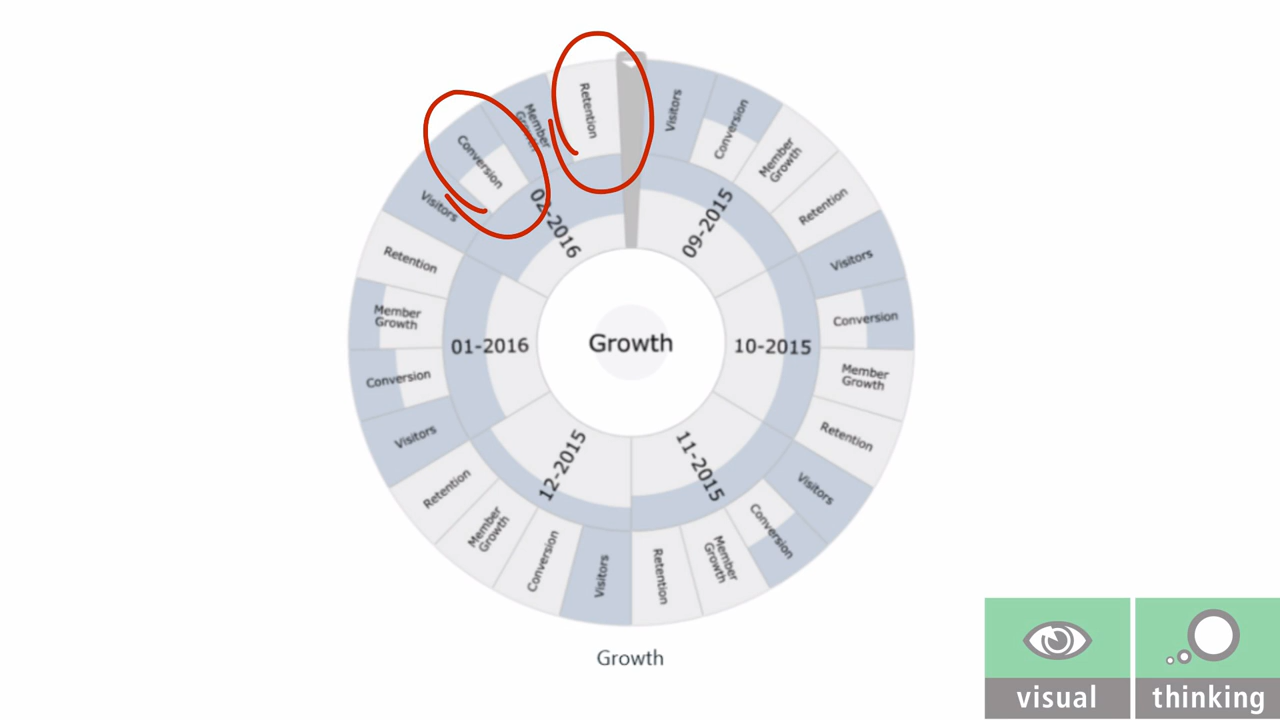 Visitors
Conversion
Member
Growth
Retention
Visitors
Conversion
Member
Growth
Retention
Visitors
Conversion
Member
Growth
Retention
Visitors
Conversion
Member
Growth
Retention
Visitors
Conversion
Member
Growth
Retention
Visitors
Conversion
Member
Growth
Retention
09-2015
10-2015
11-2015
12-2015
01-2016
02-2016
Growth
Growth
visual
thinking